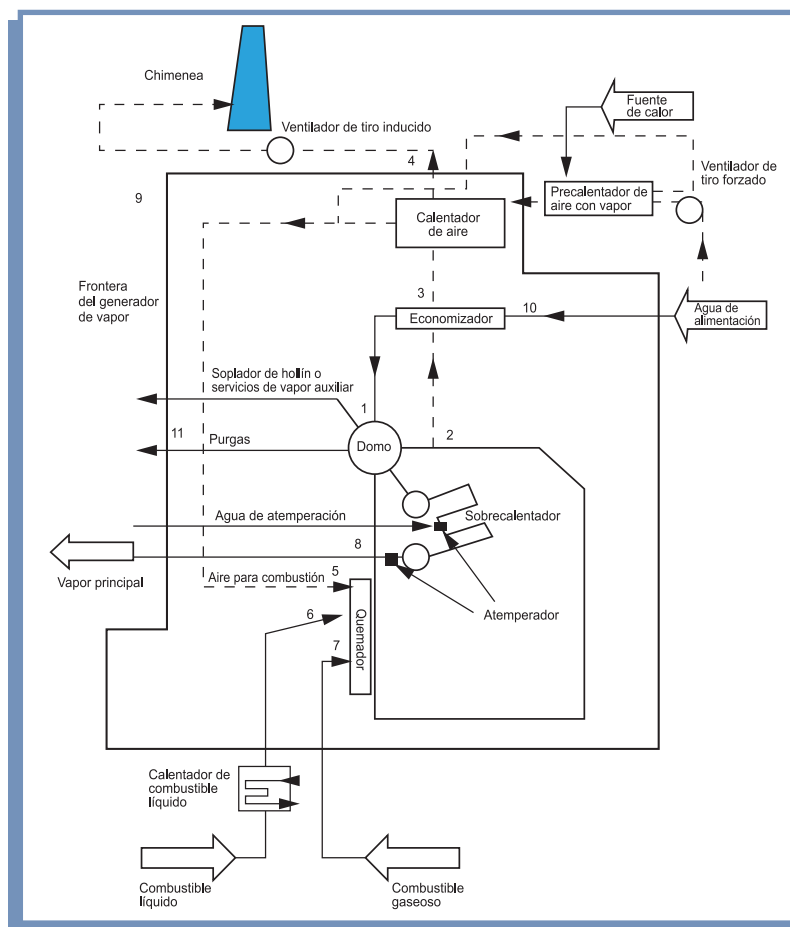 Chimenea
Ventilador de tiro inducido
Fuente
de calor
Ventilador de
tiro forzado
4
9
Precalentador de
aire con vapor
Calentador
de aire
Frontera
del generador
de vapor
3
Economizador
10
Agua de
alimentación
Soplador de hollín o
servicios de vapor auxiliar
1
11
Purgas
Domo
2
Agua de atemperación
Sobrecalentador
8
Vapor principal
Aire para combustión
5
6
7
Quemador
Atemperador
Calentador de
combustible
líquido
Combustible
líquido
Combustible
gaseoso